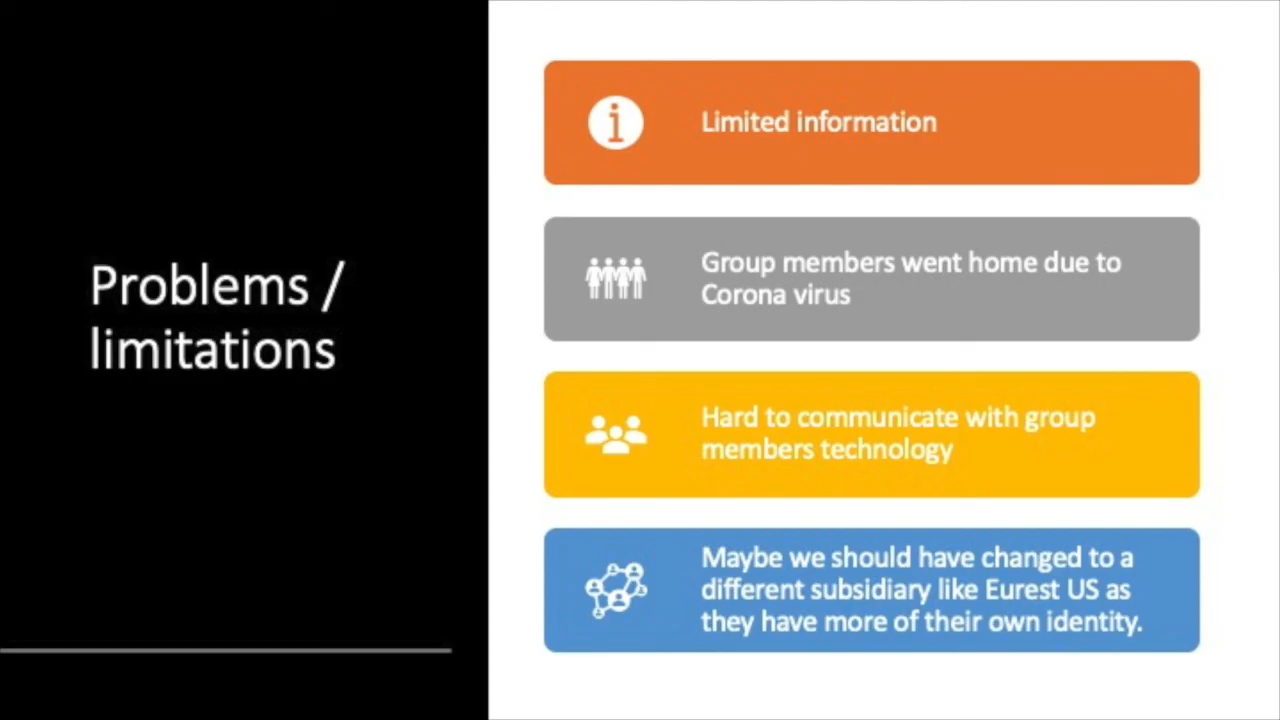 Problems /
limitations
Limited information
Group members went home due to
Corona virus
Hard to communicate with group
members technology
Maybe we should have changed to a
different subsidiary like Eurest US as
they have more of their own identity.